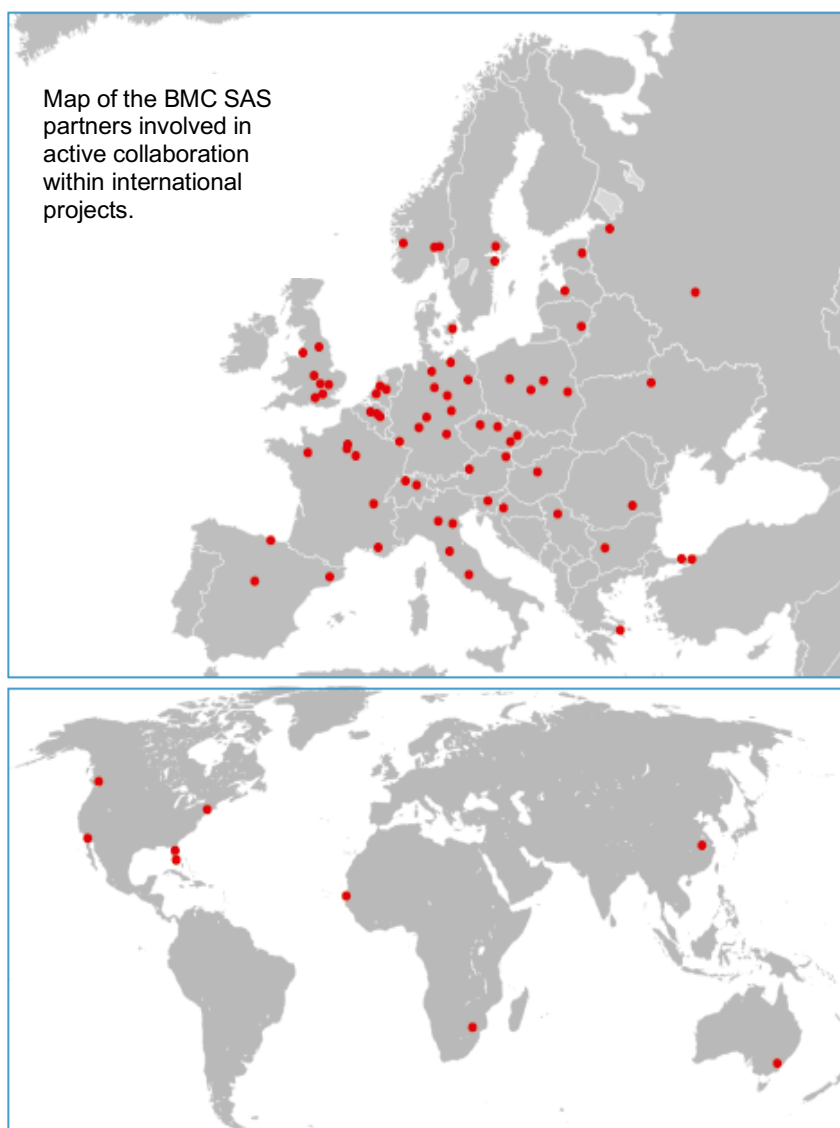 Map of the BMC SAS
partners involved in
active collaboration
within international
projects.